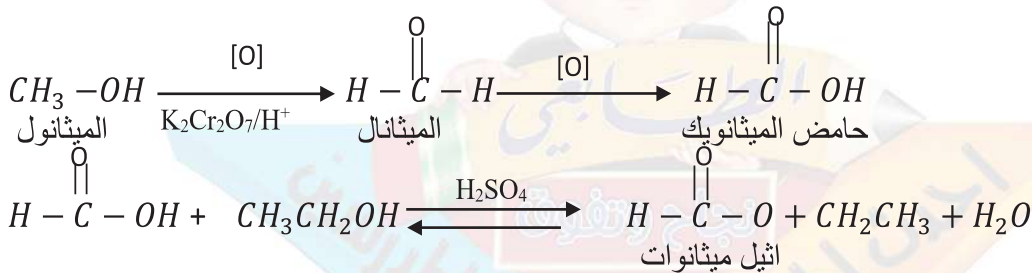 CH₃ – OH [O] K₂Cr₂O₇/H⁺ H – C(=O) – H [O] H – C(=O) – OH
الميثانول الميثانال حامض الميثانويك
H – C(=O) – OH + CH₃CH₂OH H₂SO₄ H – C(=O) – O + CH₂CH₃ + H₂O
اثيل ميثانوات